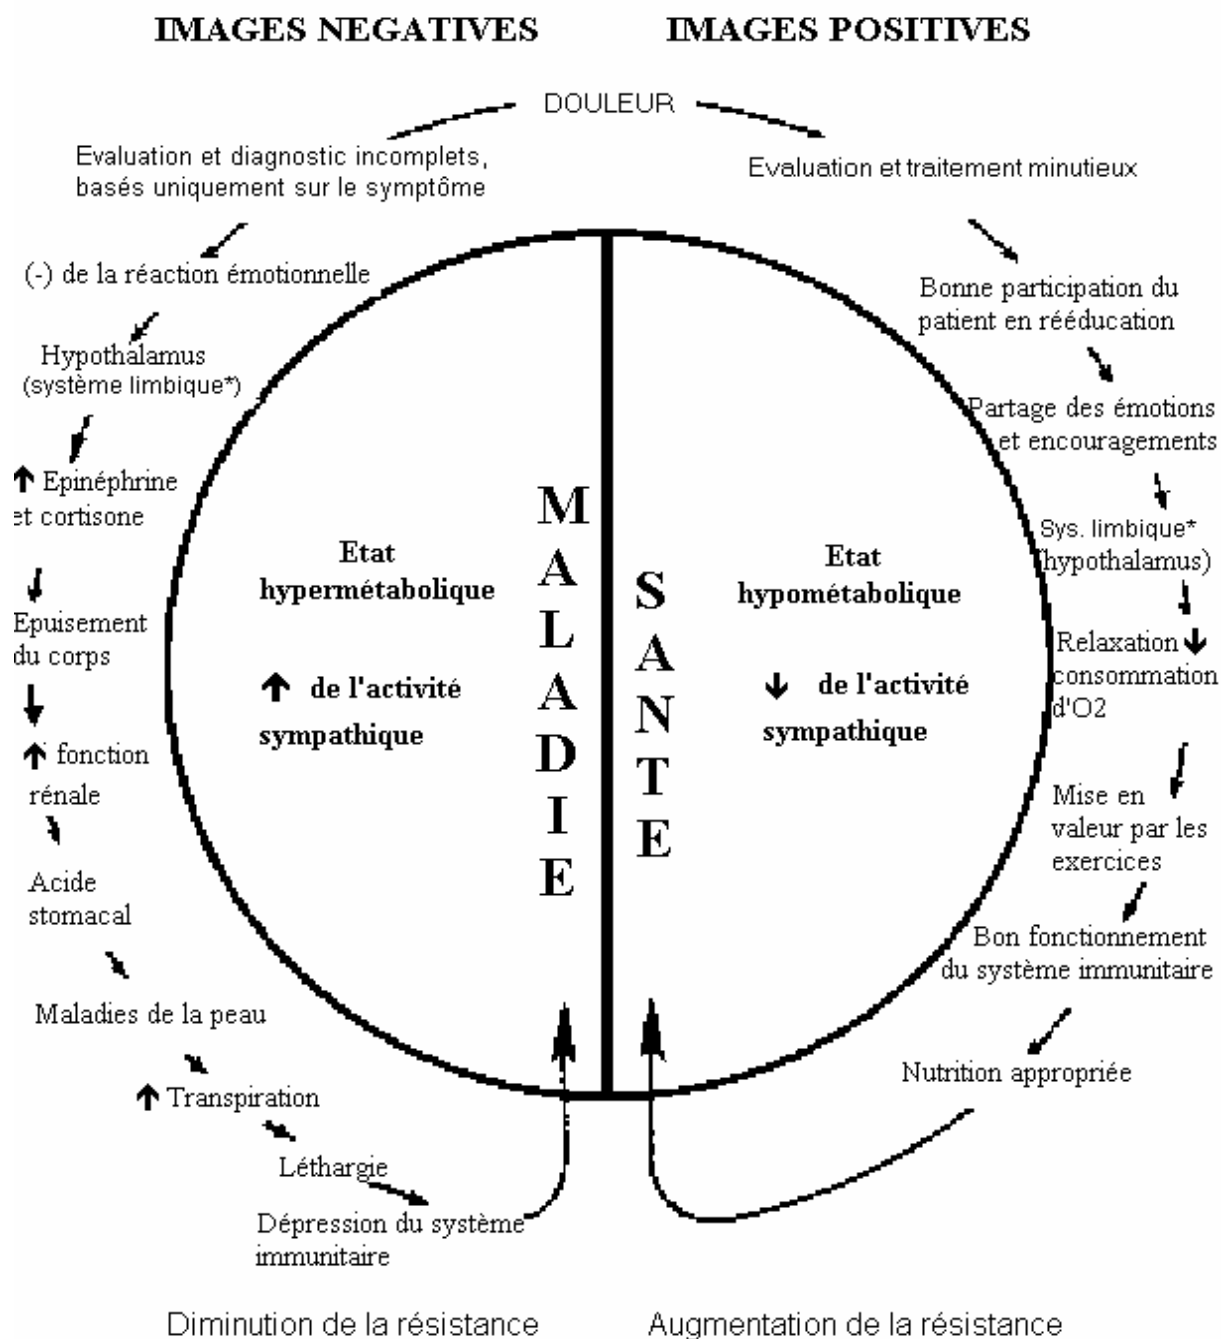 IMAGES NEGATIVES
IMAGES POSITIVES
DOULEUR
Evaluation et diagnostic incomplets,
basés uniquement sur le symptôme
(-) de la réaction émotionnelle
Hypothalamus
(système limbique*)
↑ Epinéphrine
et cortisone
Epuisement
du corps
↑ fonction
rénale
Acide
stomacal
Maladies de la peau
↑ Transpiration
Léthargie
Dépression du système
immunitaire
Etat
hypermétabolique
↑ de l'activité
sympathique
MALADIE
SANTE
Etat
hypométabolique
↓ de l'activité
sympathique
Evaluation et traitement minutieux
Bonne participation du
patient en rééducation
Partage des émotions
et encouragements
Sys. limbique*
(hypothalamus)
Relaxation ↓
consommation
d'O2
Mise en
valeur par les
exercices
Bon fonctionnement
du système immunitaire
Nutrition appropriée
Diminution de la résistance
Augmentation de la résistance